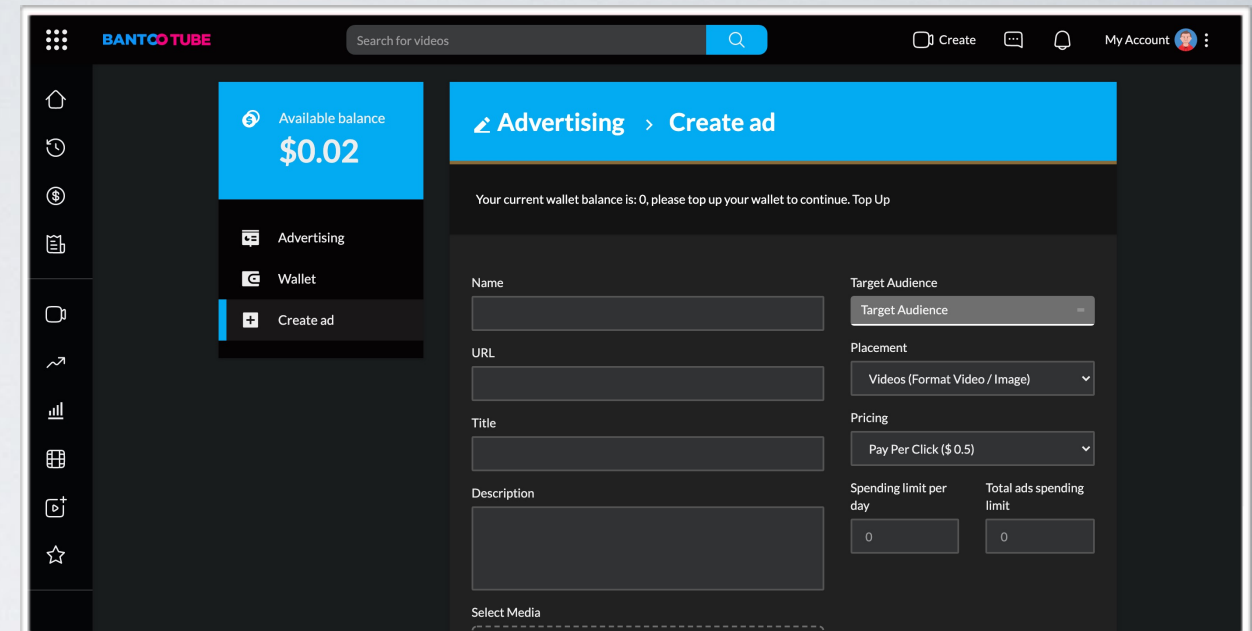 BANTOO TUBE
Search for videos
Create
My Account
Available balance
$0.02
Advertising
Wallet
Create ad
Advertising > Create ad
Your current wallet balance is: 0, please top up your wallet to continue. Top Up
Name
URL
Title
Description
Select Media
Target Audience
Target Audience
Placement
Videos (Format Video / Image)
Pricing
Pay Per Click ($ 0.5)
Spending limit per
day
0
Total ads spending
limit
0